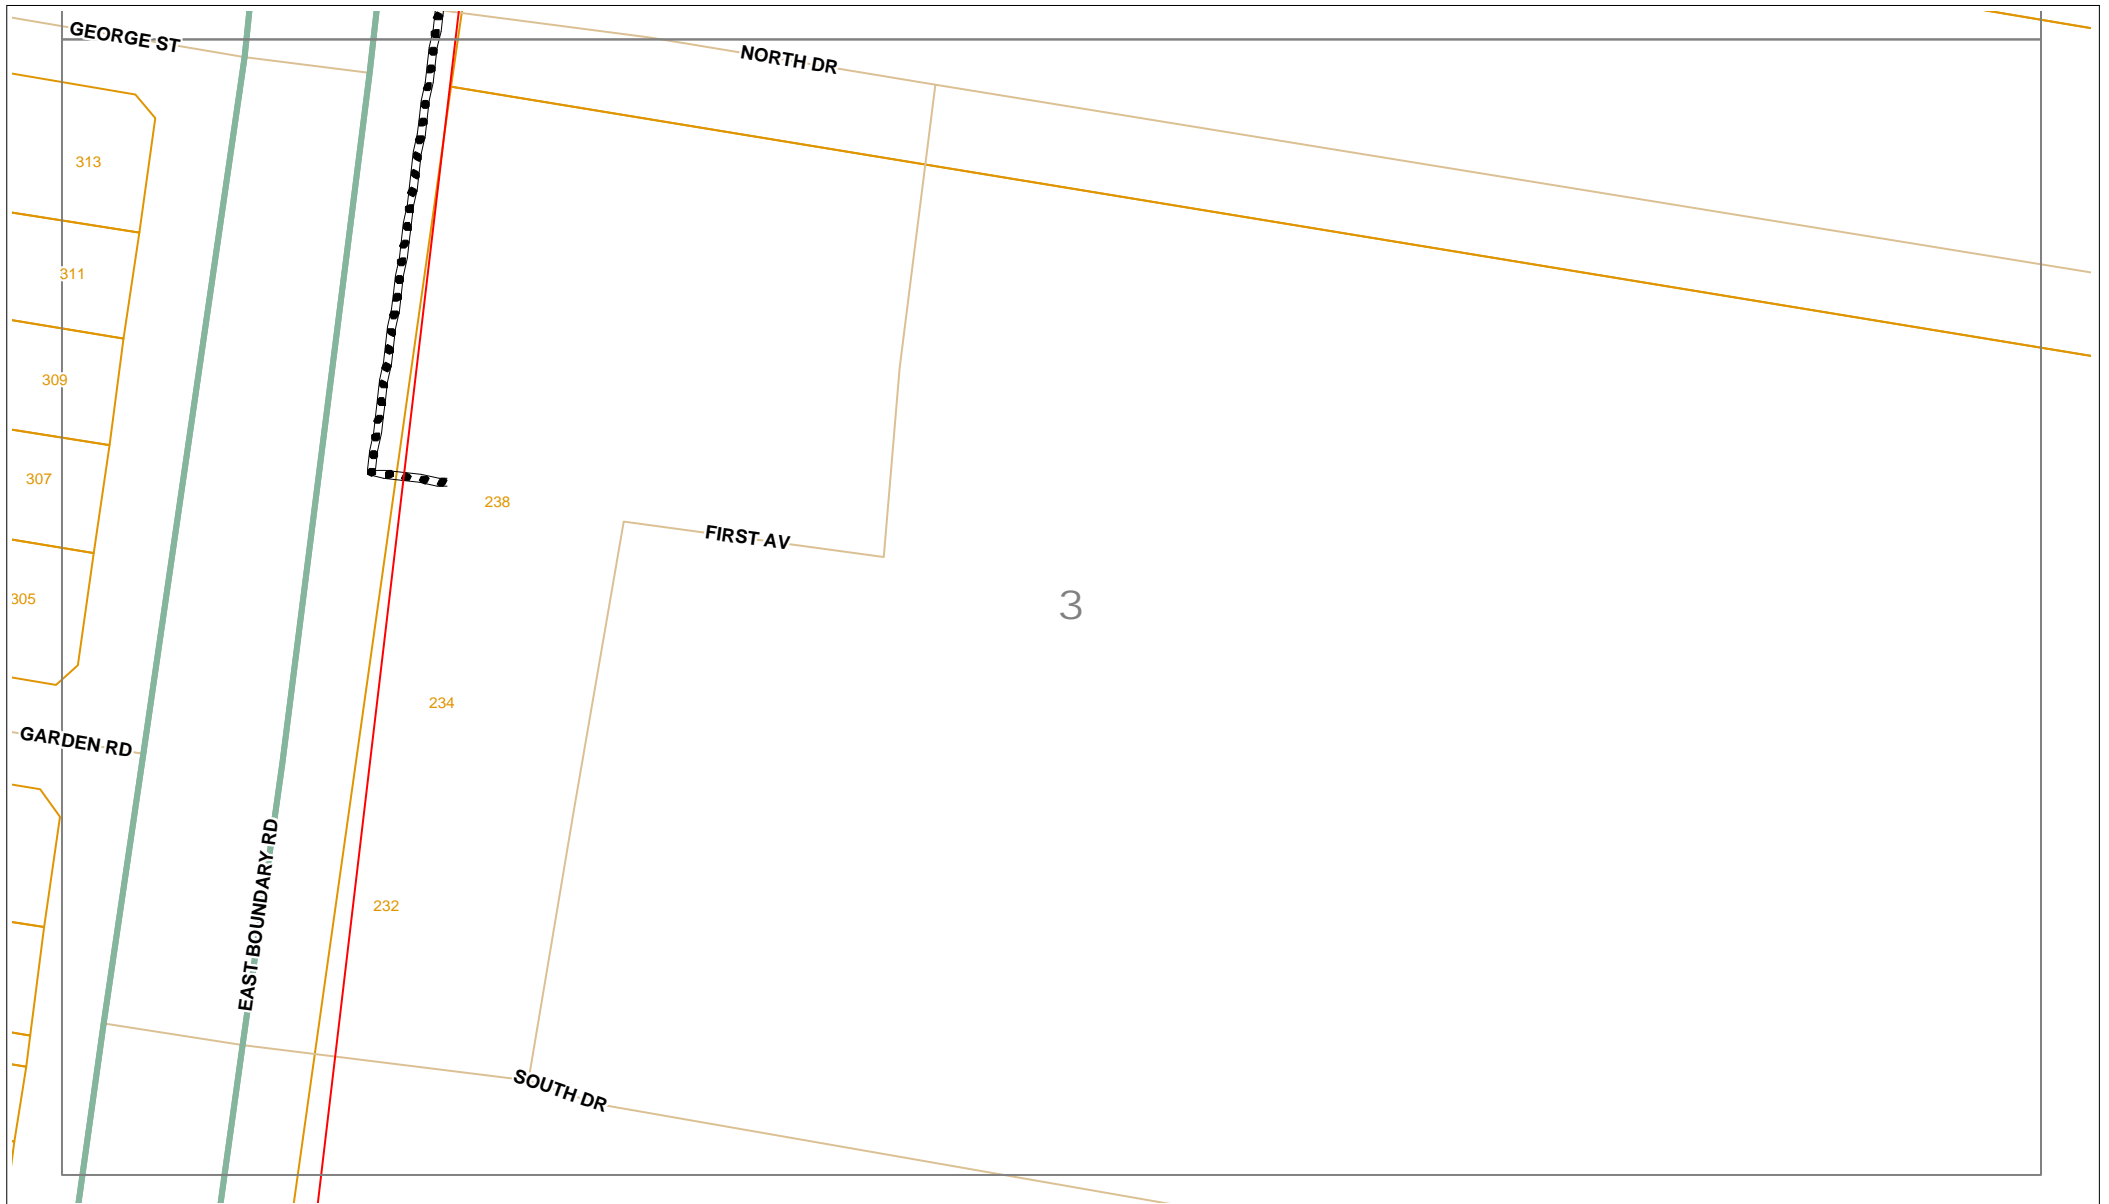 GEORGE ST
NORTH DR
313
311
309
307
238
FIRST AV
305
3
234
GARDEN RD
EAST BOUNDARY RD
232
SOUTH DR